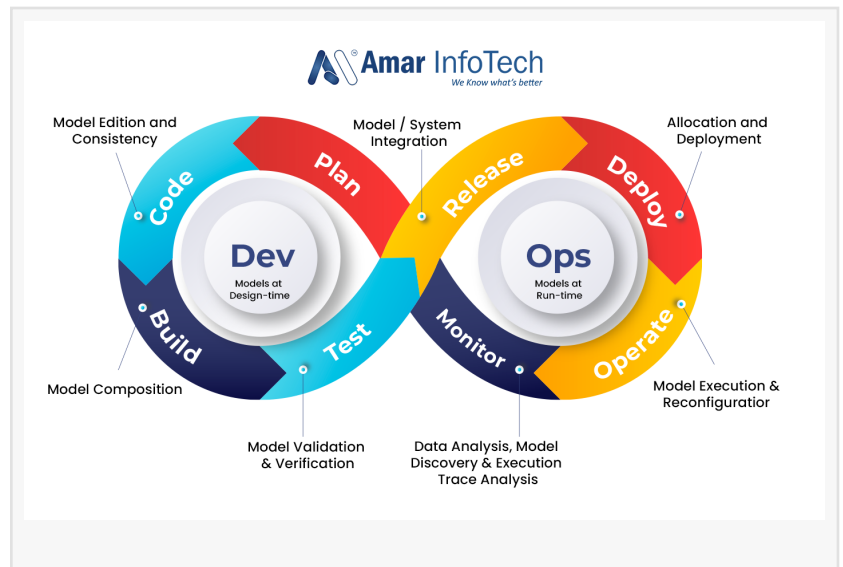 Amar InfoTech
We Know what's better
Model Edition and
Consistency
Model / System
Integration
Allocation and
Deployment
Code
Plan
Release
Deploy
Dev
Models at
Design-time
Ops
Models at
Run-time
Build
Test
Monitor
Operate
Model Composition
Model Execution &
Reconfiguratior
Model Validation
& Verification
Data Analysis, Model
Discovery & Execution
Trace Analysis